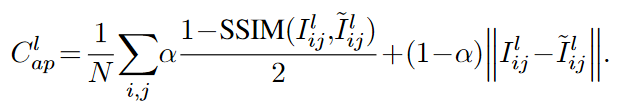 $C_{ap}^{l} = \frac{1}{N} \sum_{i,j} \alpha \frac{1 - \text{SSIM}(I_{ij}^{l}, \tilde{I}_{ij}^{l})}{2} + (1 - \alpha) \left\| I_{ij}^{l} - \tilde{I}_{ij}^{l} \right\|.$